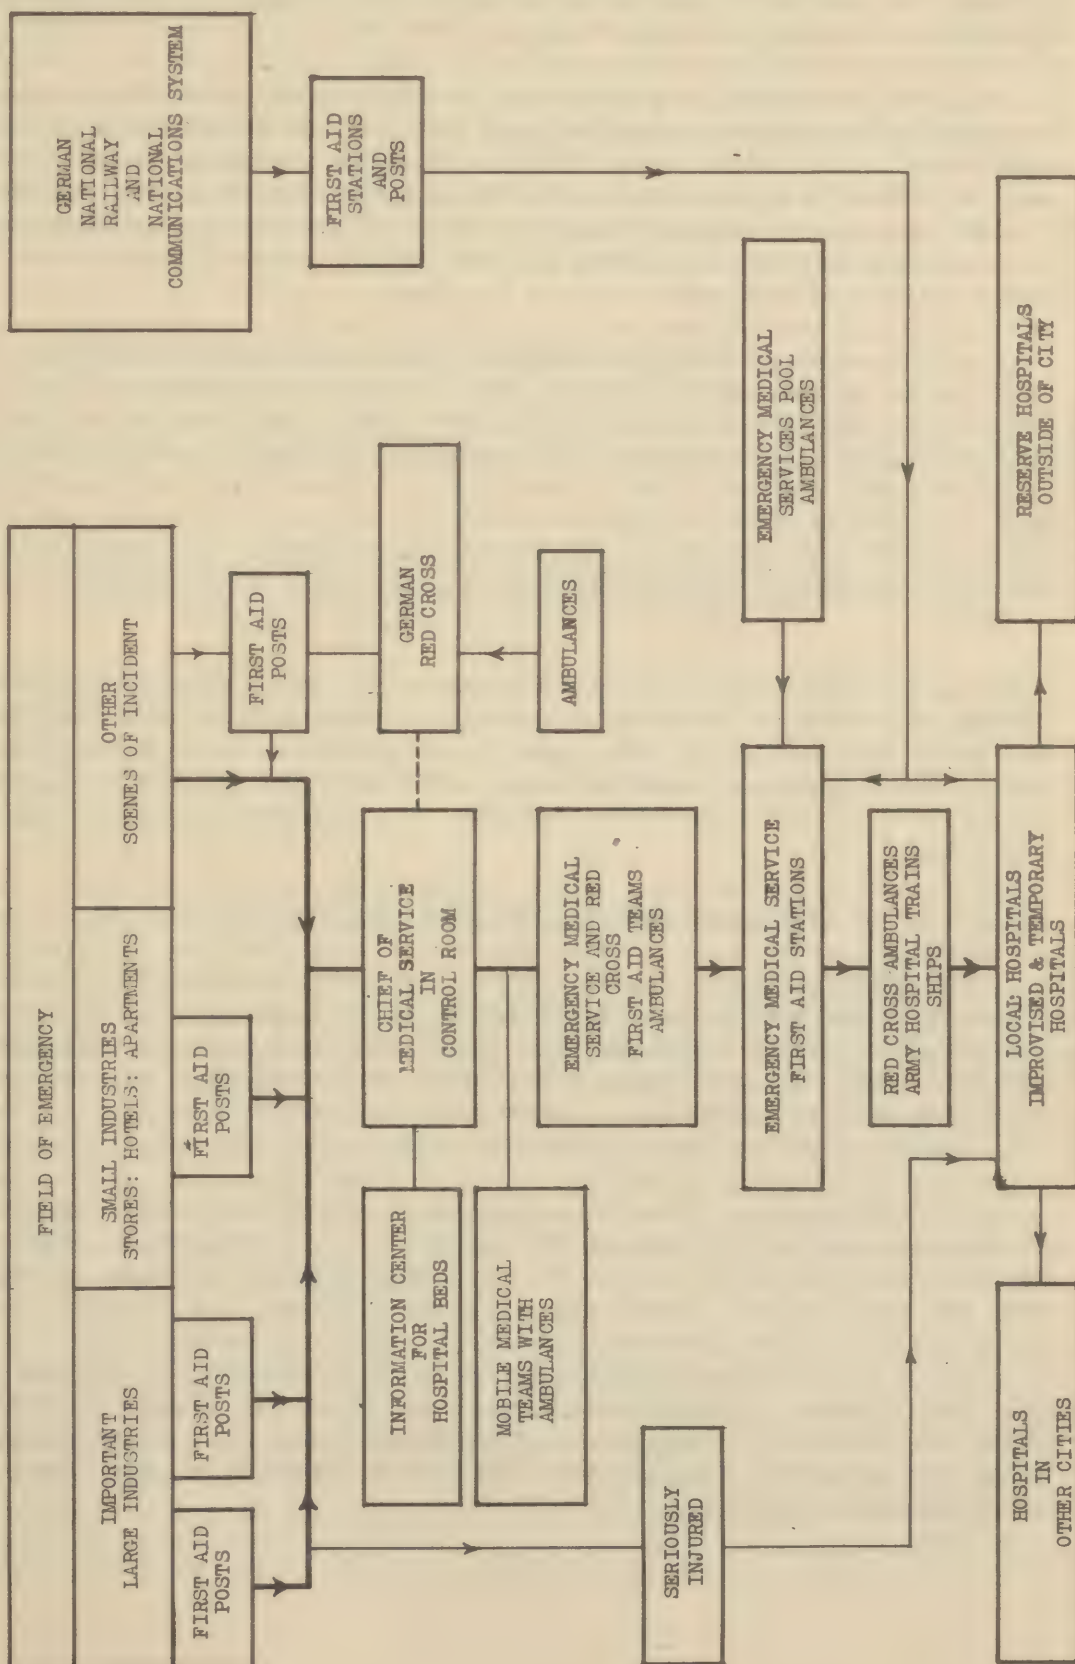 FIELD OF EMERGENCY
IMPORTANT
LARGE INDUSTRIES
SMALL INDUSTRIES
STORES: HOTELS: APARTMENTS
OTHER
SCENES OF INCIDENT
GERMAN
NATIONAL
RAILWAY
AND
NATIONAL
COMMUNICATIONS SYSTEM
FIRST AID
POSTS
FIRST AID
POSTS
FIRST AID
POSTS
FIRST AID
POSTS
FIRST AID
STATIONS
AND
POSTS
INFORMATION CENTER
FOR
HOSPITAL BEDS
CHIEF OF
MEDICAL SERVICE
IN
CONTROL ROOM
GERMAN
RED CROSS
MOBILE MEDICAL
TEAMS WITH
AMBULANCES
EMERGENCY MEDICAL
SERVICE AND RED
CROSS
FIRST AID TEAMS
AMBULANCES
AMBULANCES
SERIOUSLY
INJURED
EMERGENCY MEDICAL SERVICE
FIRST AID STATIONS
EMERGENCY MEDICAL
SERVICES POOL
AMBULANCES
RED CROSS AMBULANCES
ARMY HOSPITAL TRAINS
SHIPS
HOSPITALS
IN
OTHER CITIES
LOCAL HOSPITALS
IMPROVISED & TEMPORARY
HOSPITALS
RESERVE HOSPITALS
OUTSIDE OF CITY